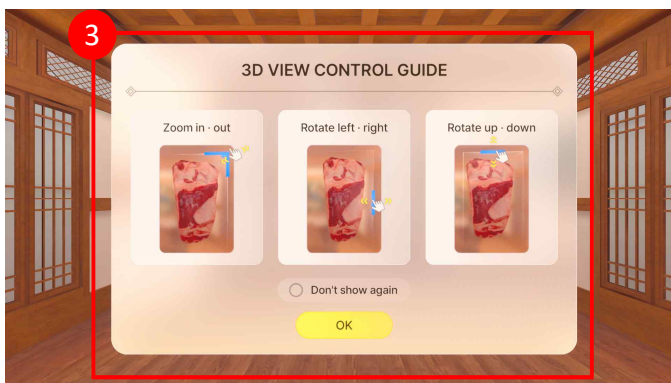 3
3D VIEW CONTROL GUIDE
Zoom in · out
Rotate left · right
Rotate up · down
Don't show again
OK